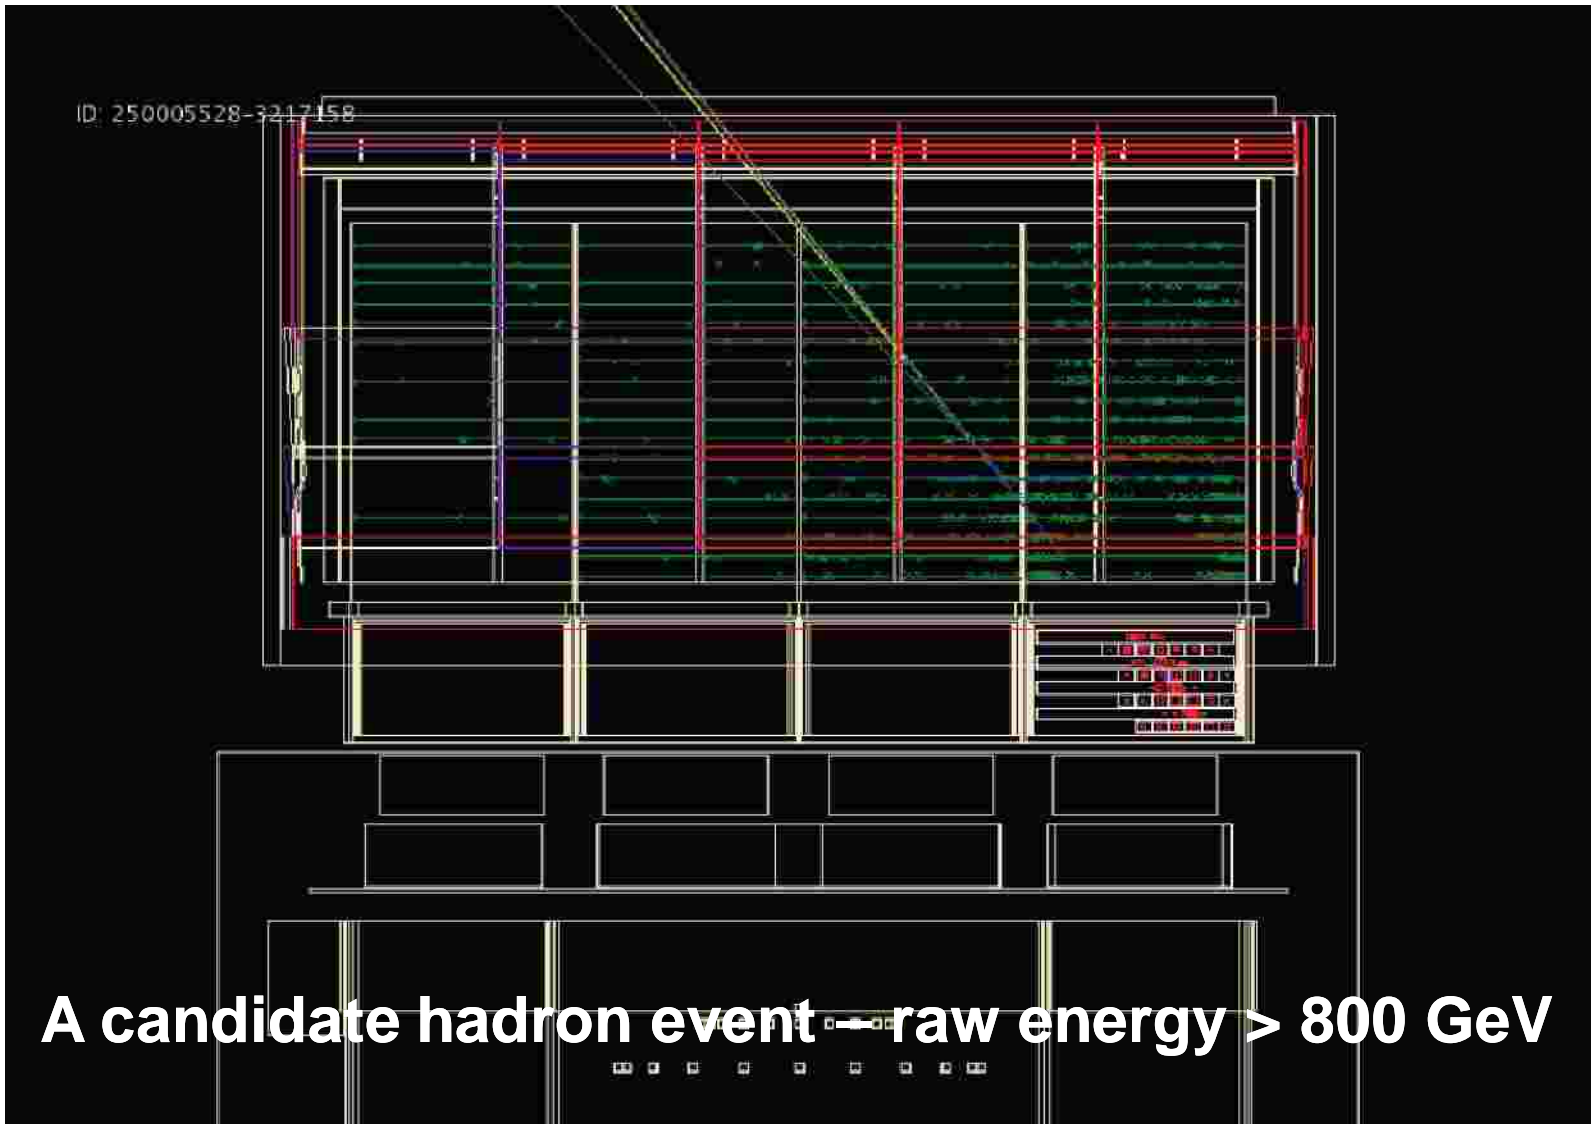 ID: 250005528-3217158
A candidate hadron event – raw energy > 800 GeV